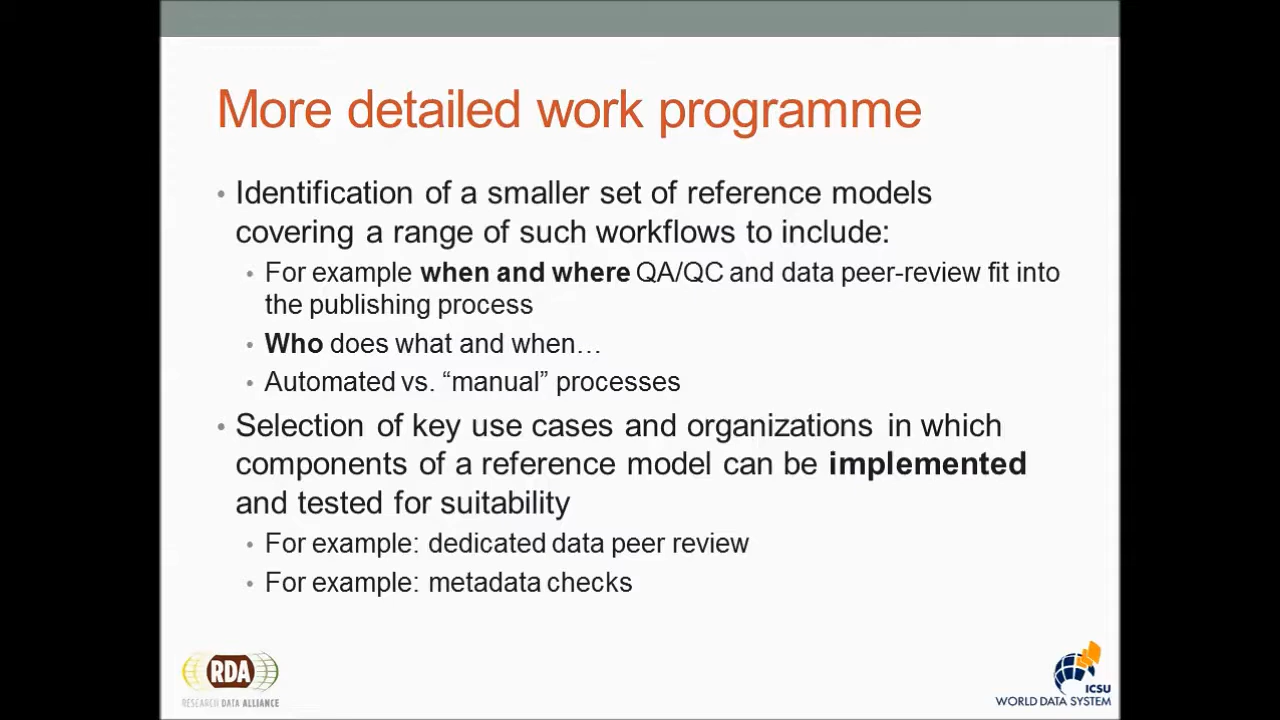 More detailed work programme
• Identification of a smaller set of reference models
covering a range of such workflows to include:
• For example when and where QA/QC and data peer-review fit into
the publishing process
• Who does what and when…
• Automated vs. “manual” processes
• Selection of key use cases and organizations in which
components of a reference model can be implemented
and tested for suitability
• For example: dedicated data peer review
• For example: metadata checks
RDA
RESEARCH DATA ALLIANCE
ICSU
WORLD DATA SYSTEM